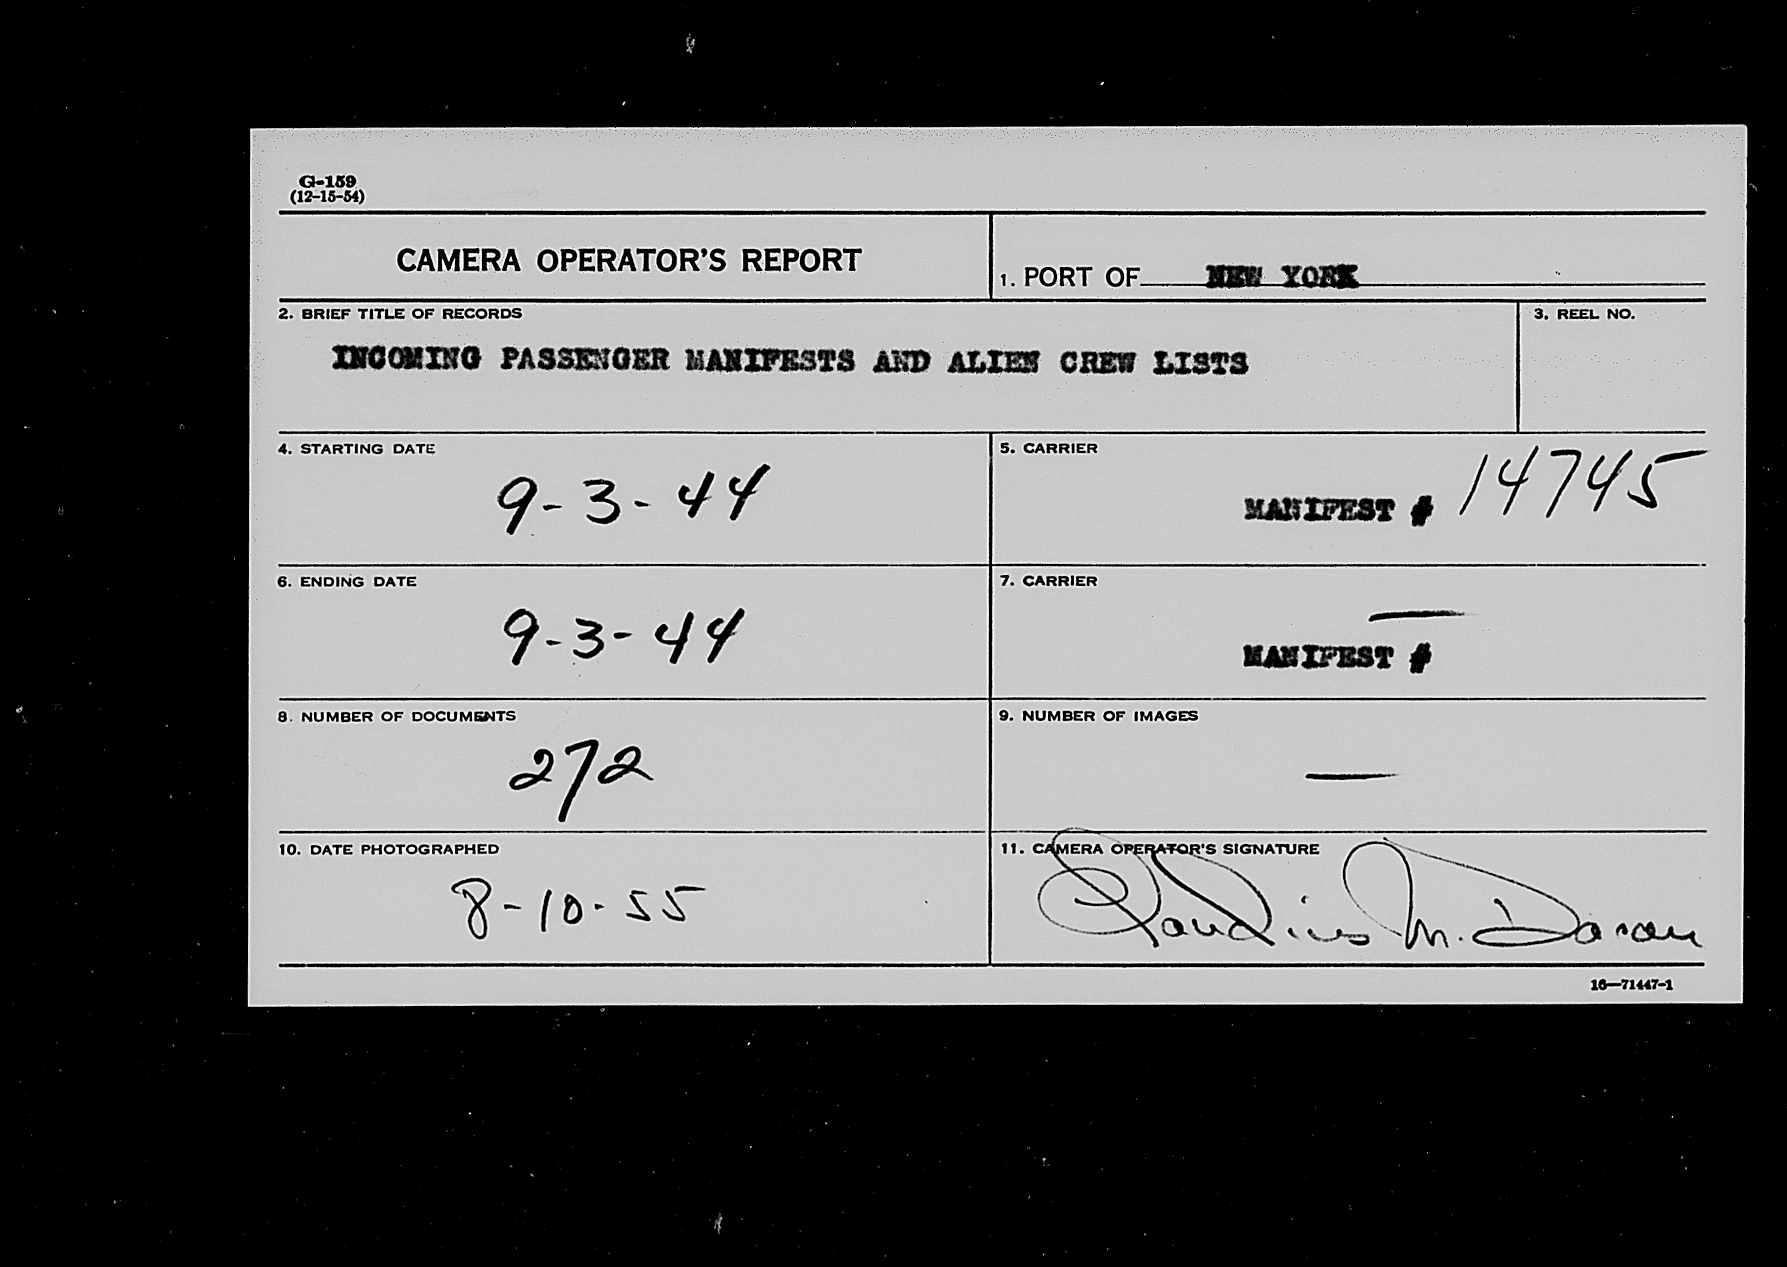 G-159
(12-15-54)
CAMERA OPERATOR'S REPORT
1. PORT OF NEW YORK
2. BRIEF TITLE OF RECORDS
INCOMING PASSENGER MANIFESTS AND ALIEN CREW LISTS
3. REEL NO.
4. STARTING DATE
9-3-44
5. CARRIER
MANIFEST # 14745
6. ENDING DATE
9-3-44
7. CARRIER
—
MANIFEST #
8. NUMBER OF DOCUMENTS
272
9. NUMBER OF IMAGES
—
10. DATE PHOTOGRAPHED
8-10-55
11. CAMERA OPERATOR'S SIGNATURE
Claudius M.
16—71447-1